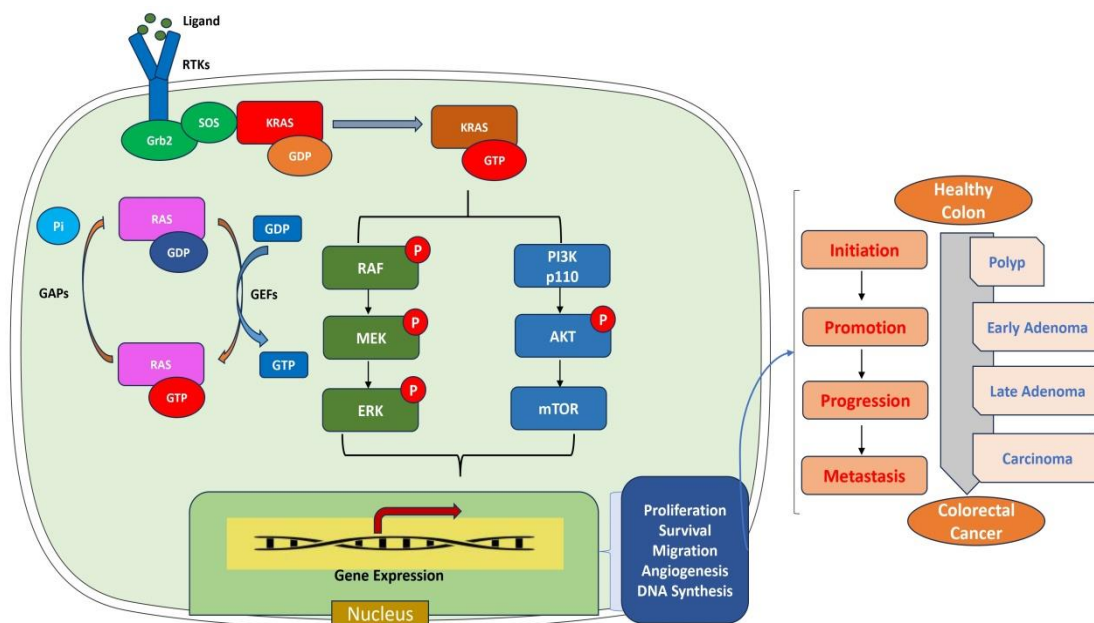 Ligand
RTKs
Grb2
SOS
KRAS
GDP
KRAS
GTP
Pi
RAS
GDP
GDP
GAPs
GEFs
RAS
GTP
GTP
RAF
P
MEK
P
ERK
P
PI3K
p110
AKT
P
mTOR
Gene Expression
Nucleus
Proliferation
Survival
Migration
Angiogenesis
DNA Synthesis
Initiation
Promotion
Progression
Metastasis
Healthy
Colon
Polyp
Early Adenoma
Late Adenoma
Carcinoma
Colorectal
Cancer